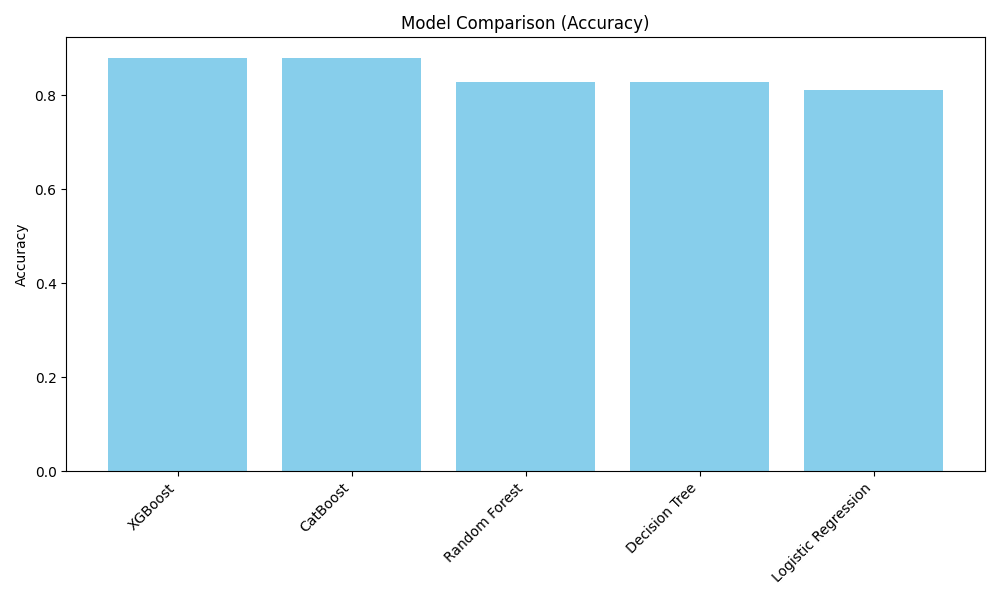 Model Comparison (Accuracy)
Accuracy
0.8
0.6
0.4
0.2
0.0
XGBoost
CatBoost
Random Forest
Decision Tree
Logistic Regression